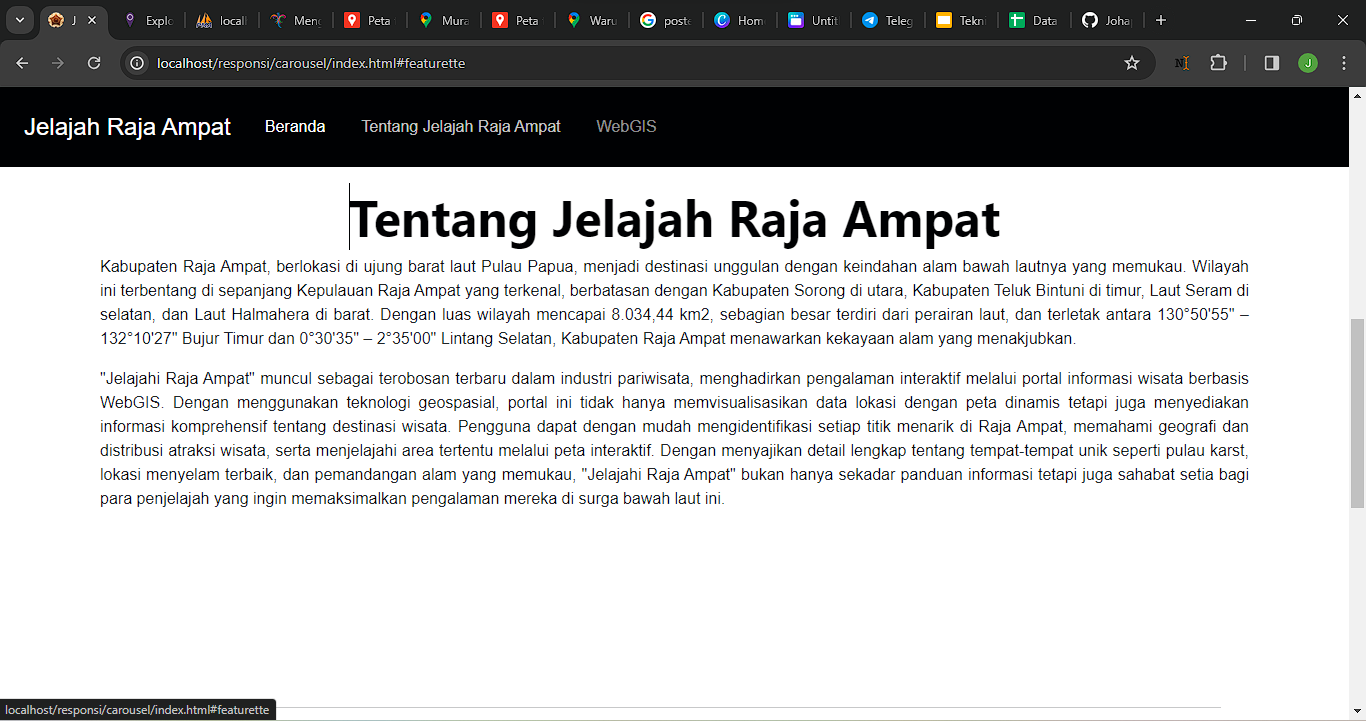 J
Explo
locall
Meng
Peta
Mura
Peta
Waru
poste
Home
Untit
Teleg
Tekni
Data
Johan
localhost/responsi/carousel/index.html#featurette
J
Jelajah Raja Ampat Beranda Tentang Jelajah Raja Ampat WebGIS
Tentang Jelajah Raja Ampat
Kabupaten Raja Ampat, berlokasi di ujung barat laut Pulau Papua, menjadi destinasi unggulan dengan keindahan alam bawah lautnya yang memukau. Wilayah
ini terbentang di sepanjang Kepulauan Raja Ampat yang terkenal, berbatasan dengan Kabupaten Sorong di utara, Kabupaten Teluk Bintuni di timur, Laut Seram di
selatan, dan Laut Halmahera di barat. Dengan luas wilayah mencapai 8.034,44 km2, sebagian besar terdiri dari perairan laut, dan terletak antara 130°50'55" –
132°10'27" Bujur Timur dan 0°30'35" – 2°35'00" Lintang Selatan, Kabupaten Raja Ampat menawarkan kekayaan alam yang menakjubkan.
"Jelajahi Raja Ampat" muncul sebagai terobosan terbaru dalam industri pariwisata, menghadirkan pengalaman interaktif melalui portal informasi wisata berbasis
WebGIS. Dengan menggunakan teknologi geospasial, portal ini tidak hanya memvisualisasikan data lokasi dengan peta dinamis tetapi juga menyediakan
informasi komprehensif tentang destinasi wisata. Pengguna dapat dengan mudah mengidentifikasi setiap titik menarik di Raja Ampat, memahami geografi dan
distribusi atraksi wisata, serta menjelajahi area tertentu melalui peta interaktif. Dengan menyajikan detail lengkap tentang tempat-tempat unik seperti pulau karst,
lokasi menyelam terbaik, dan pemandangan alam yang memukau, "Jelajahi Raja Ampat" bukan hanya sekadar panduan informasi tetapi juga sahabat setia bagi
para penjelajah yang ingin memaksimalkan pengalaman mereka di surga bawah laut ini.
localhost/responsi/carousel/index.html#featurette